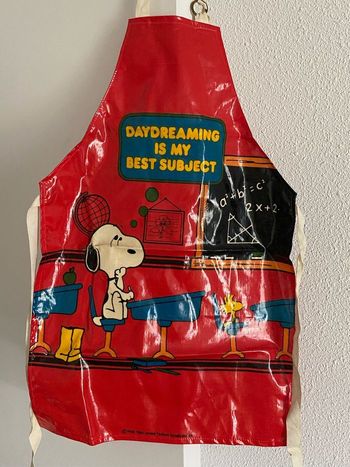 DAYDREAMING
IS MY
BEST SUBJECT
a²+b²=c²
2x+2